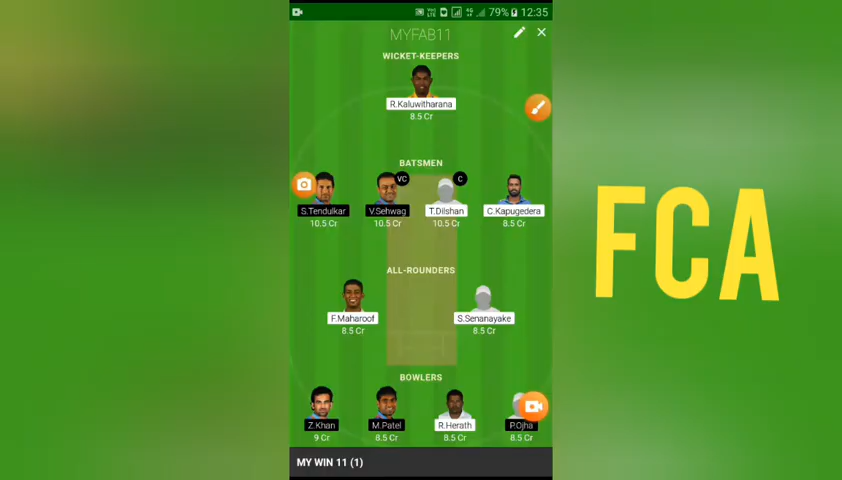 79% 12:35
MYFAB11
WICKET-KEEPERS
R.Kaluwitharana
8.5 Cr
BATSMEN
VC C
S.Tendulkar V.Sehwag T.Dilshan C.Kapugedera
10.5 Cr 10.5 Cr 10.5 Cr 8.5 Cr
FCA
ALL-ROUNDERS
F.Maharoof S.Senanayake
8.5 Cr 8.5 Cr
BOWLERS
Z.Khan M.Patel R.Herath P.Ojha
9 Cr 8.5 Cr 8.5 Cr 8.5 Cr
MY WIN 11 (1)